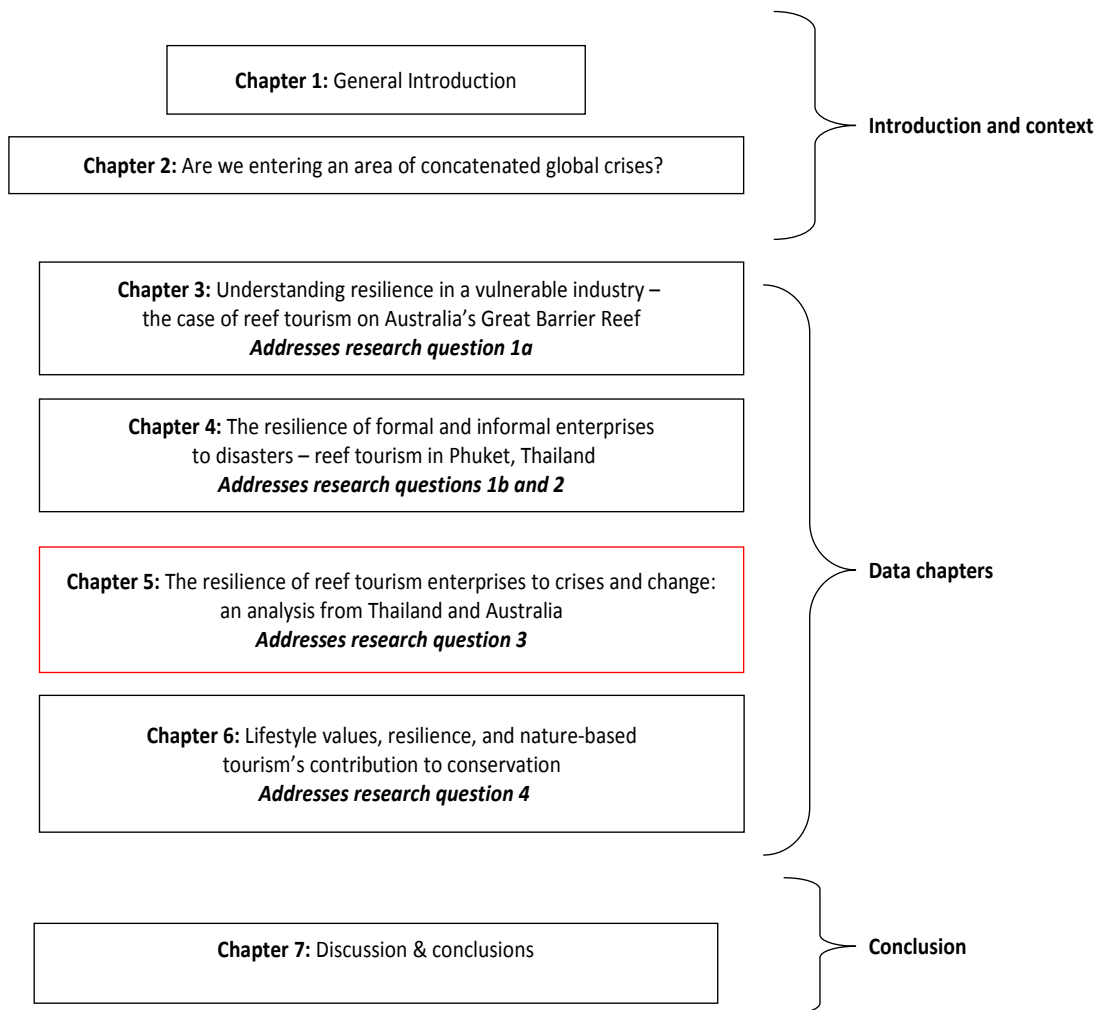 Chapter 1: General Introduction
Introduction and context
Chapter 2: Are we entering an area of concatenated global crises?
Chapter 3: Understanding resilience in a vulnerable industry –
the case of reef tourism on Australia's Great Barrier Reef
Addresses research question 1a
Chapter 4: The resilience of formal and informal enterprises
to disasters – reef tourism in Phuket, Thailand
Addresses research questions 1b and 2
Chapter 5: The resilience of reef tourism enterprises to crises and change:
an analysis from Thailand and Australia
Addresses research question 3
Data chapters
Chapter 6: Lifestyle values, resilience, and nature-based
tourism's contribution to conservation
Addresses research question 4
Chapter 7: Discussion & conclusions
Conclusion